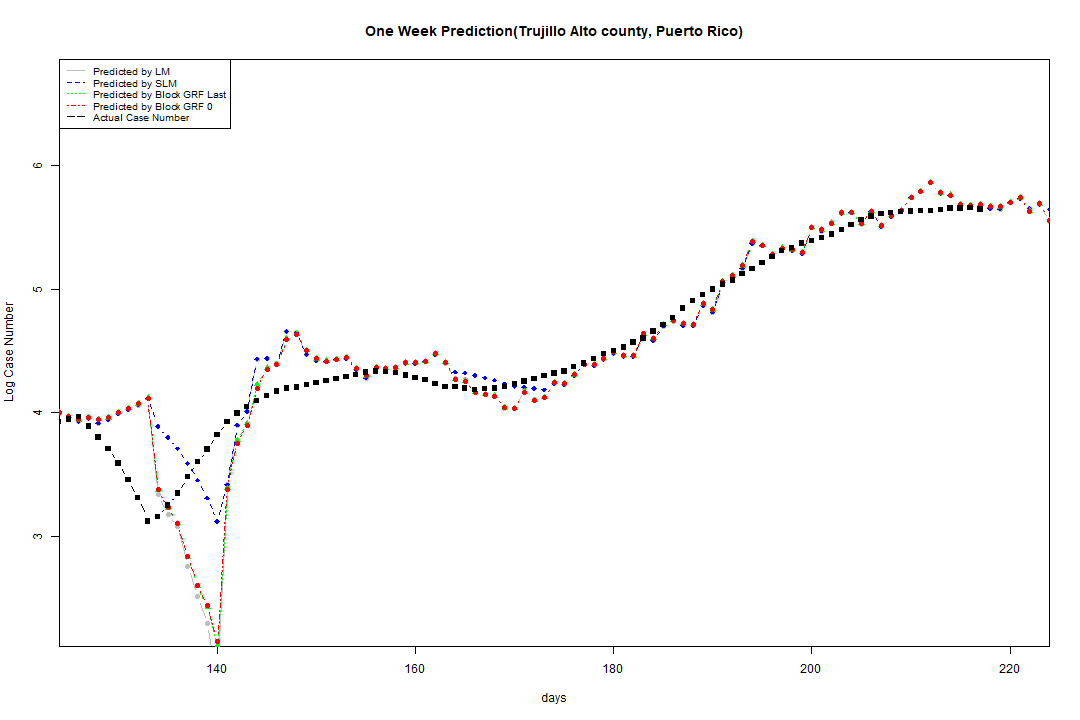 One Week Prediction(Trujillo Alto county, Puerto Rico)
Predicted by LM
Predicted by SLM
Predicted by Block GRF Last
Predicted by Block GRF 0
Actual Case Number
6
5
4
3
Log Case Number
140 160 180 200 220
days